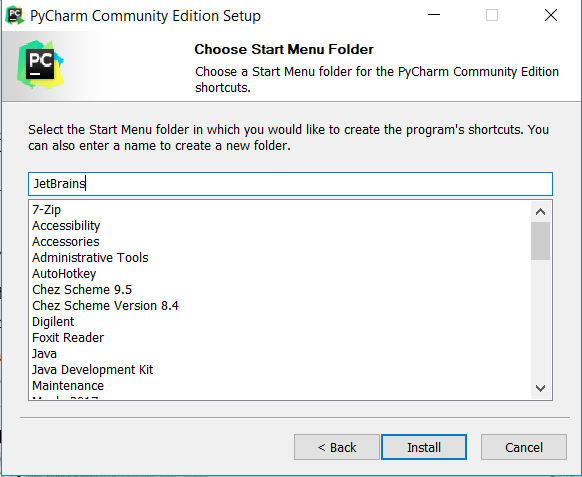 PyCharm Community Edition Setup
PC
Choose Start Menu Folder
Choose a Start Menu folder for the PyCharm Community Edition
shortcuts.
Select the Start Menu folder in which you would like to create the program's shortcuts. You
can also enter a name to create a new folder.
JetBrains
7-Zip
Accessibility
Accessories
Administrative Tools
AutoHotkey
Chez Scheme 9.5
Chez Scheme Version 8.4
Digilent
Foxit Reader
Java
Java Development Kit
Maintenance
< Back
Install
Cancel